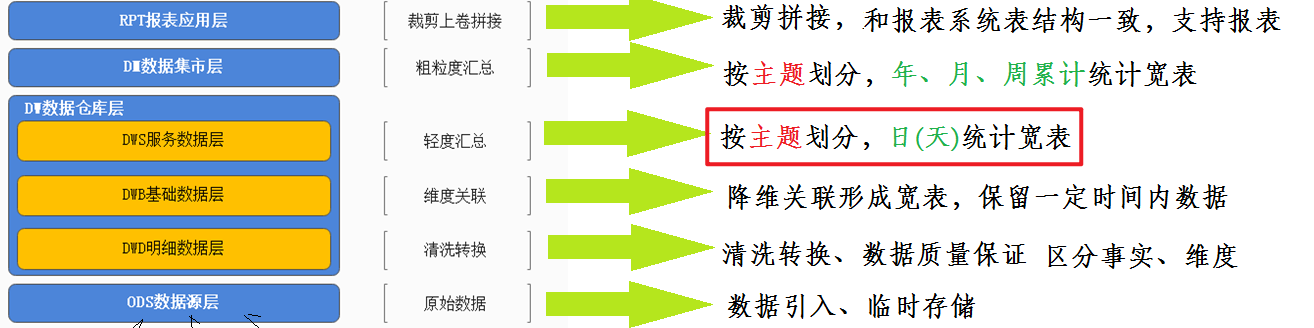 RPT报表应用层 裁剪上卷拼接 裁剪拼接，和报表系统表结构一致，支持报表
DM数据集市层 粗粒度汇总 按主题划分，年、月、周累计统计宽表
DW数据仓库层
DWS服务数据层 轻度汇总 按主题划分，日(天)统计宽表
DWB基础数据层 维度关联 降维关联形成宽表，保留一定时间内数据
DWD明细数据层 清洗转换 清洗转换、数据质量保证 区分事实、维度
ODS数据源层 原始数据 数据引入、临时存储